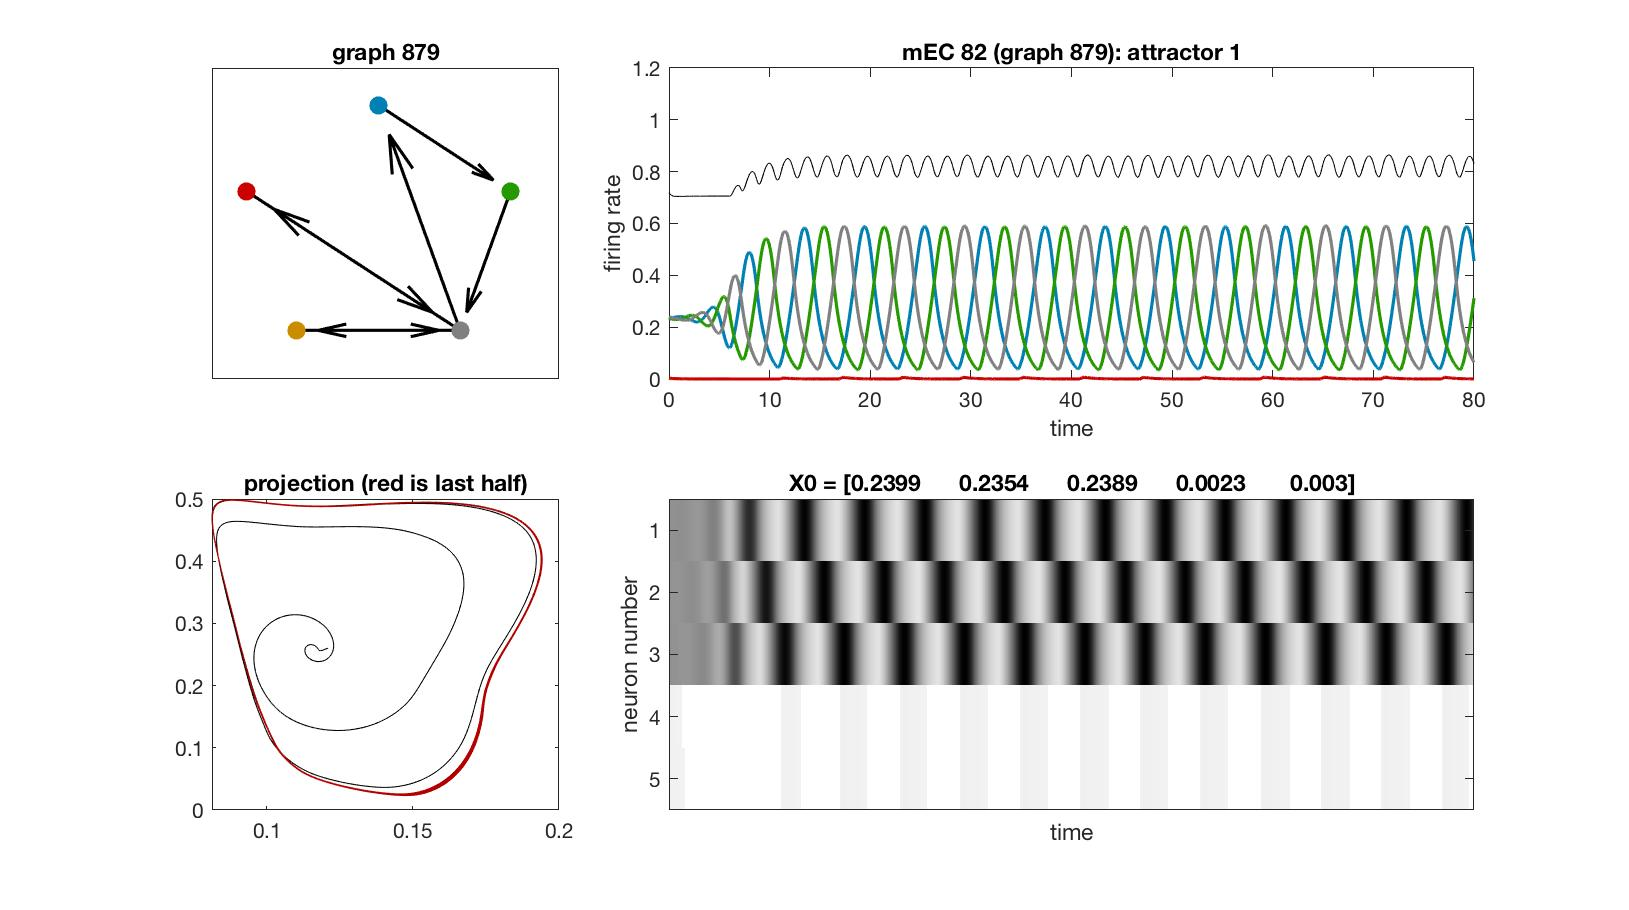 graph 879
mEC 82 (graph 879): attractor 1
1.2
1
0.8
0.6
0.4
0.2
0
firing rate
0 10 20 30 40 50 60 70 80
time
projection (red is last half)
0.5
0.4
0.3
0.2
0.1
0
0.1 0.15 0.2
X0 = [0.2399 0.2354 0.2389 0.0023 0.003]
1
2
3
4
5
neuron number
time